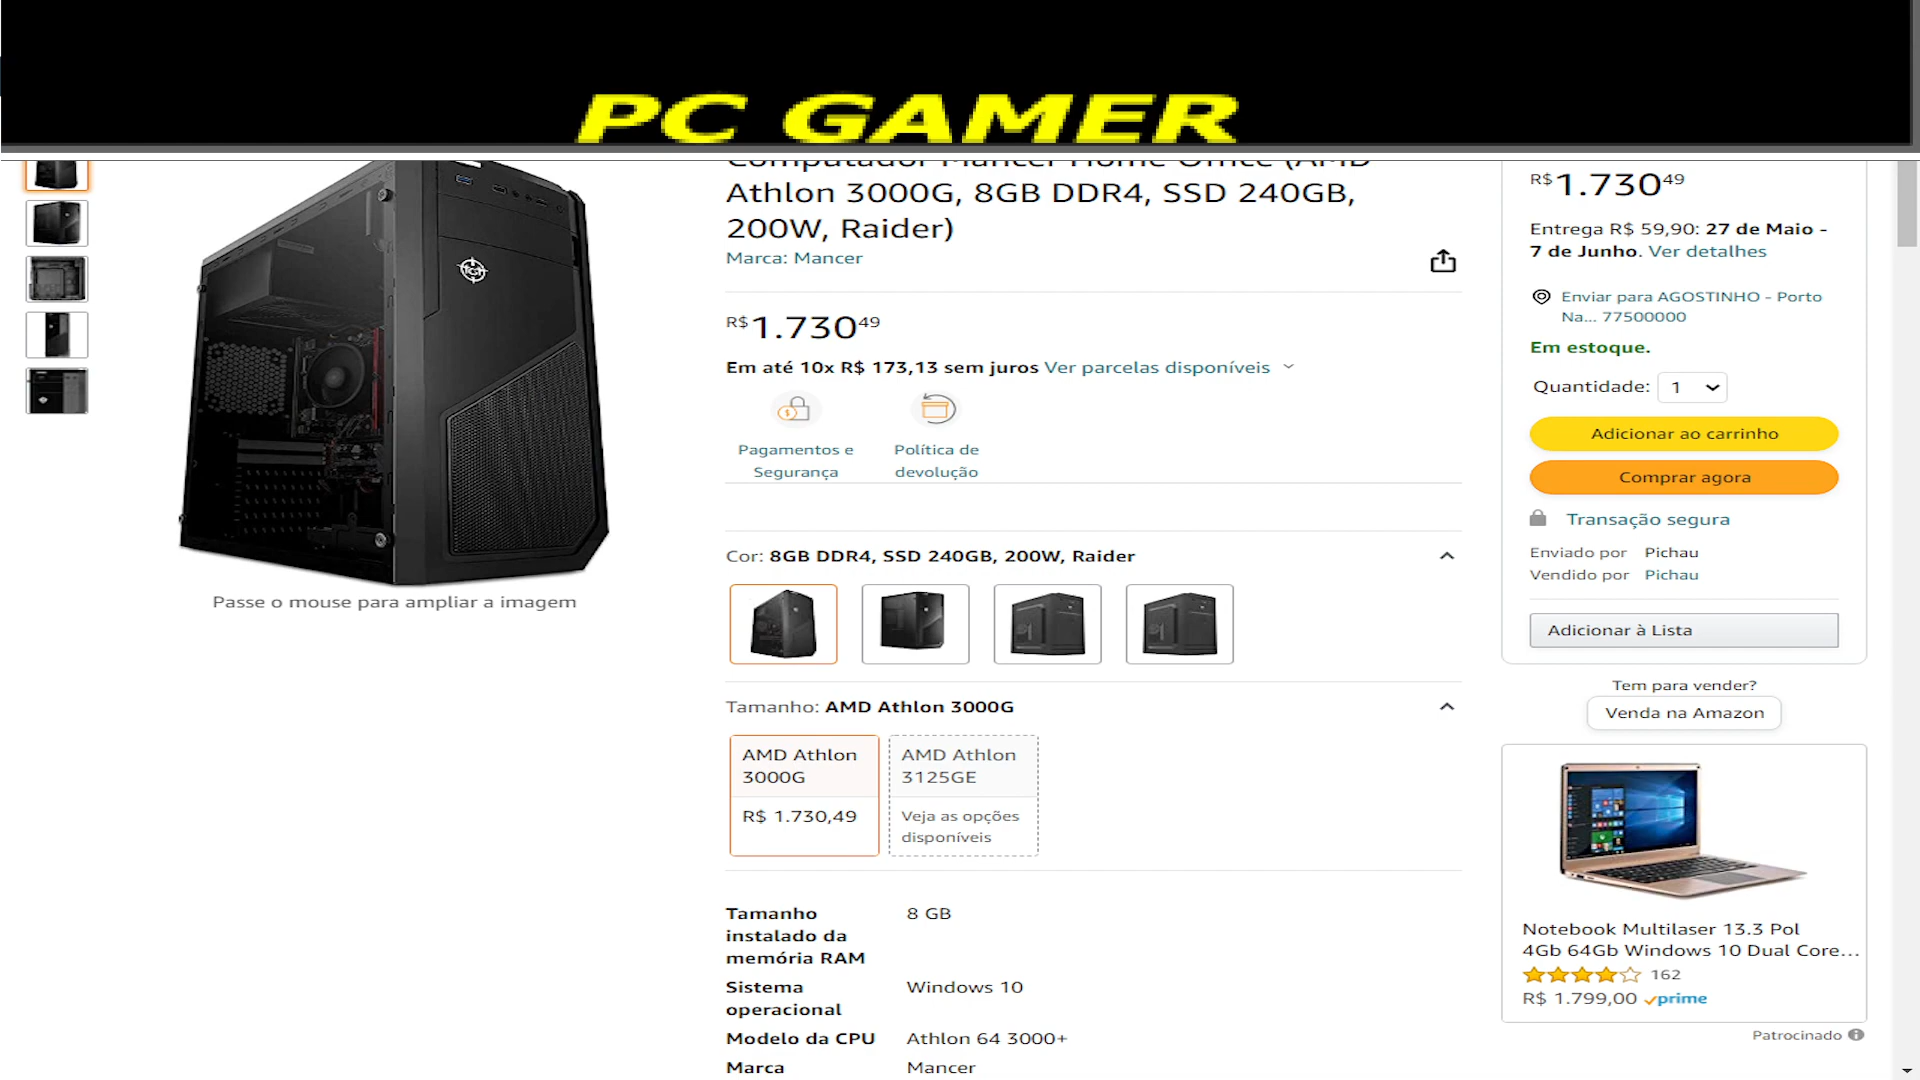 PC GAMER
Computador Mancer Home Office (AMD
Athlon 3000G, 8GB DDR4, SSD 240GB,
200W, Raider)
Marca: Mancer
R$ 1.730 49
Em até 10x R$ 173,13 sem juros Ver parcelas disponíveis
Pagamentos e
Segurança
Política de
devolução
Cor: 8GB DDR4, SSD 240GB, 200W, Raider
Tamanho: AMD Athlon 3000G
AMD Athlon
3000G
R$ 1.730,49
AMD Athlon
3125GE
Veja as opções
disponíveis
Tamanho
instalado da
memória RAM
8 GB
Sistema
operacional
Windows 10
Modelo da CPU
Athlon 64 3000+
Marca
Mancer
Passe o mouse para ampliar a imagem
R$ 1.730 49
Entrega R$ 59,90: 27 de Maio -
7 de Junho. Ver detalhes
Enviar para AGOSTINHO - Porto
Na... 77500000
Em estoque.
Quantidade: 1
Adicionar ao carrinho
Comprar agora
Transação segura
Enviado por Pichau
Vendido por Pichau
Adicionar à Lista
Tem para vender?
Venda na Amazon
Notebook Multilaser 13.3 Pol
4Gb 64Gb Windows 10 Dual Core...
162
R$ 1.799,00 prime
Patrocinado